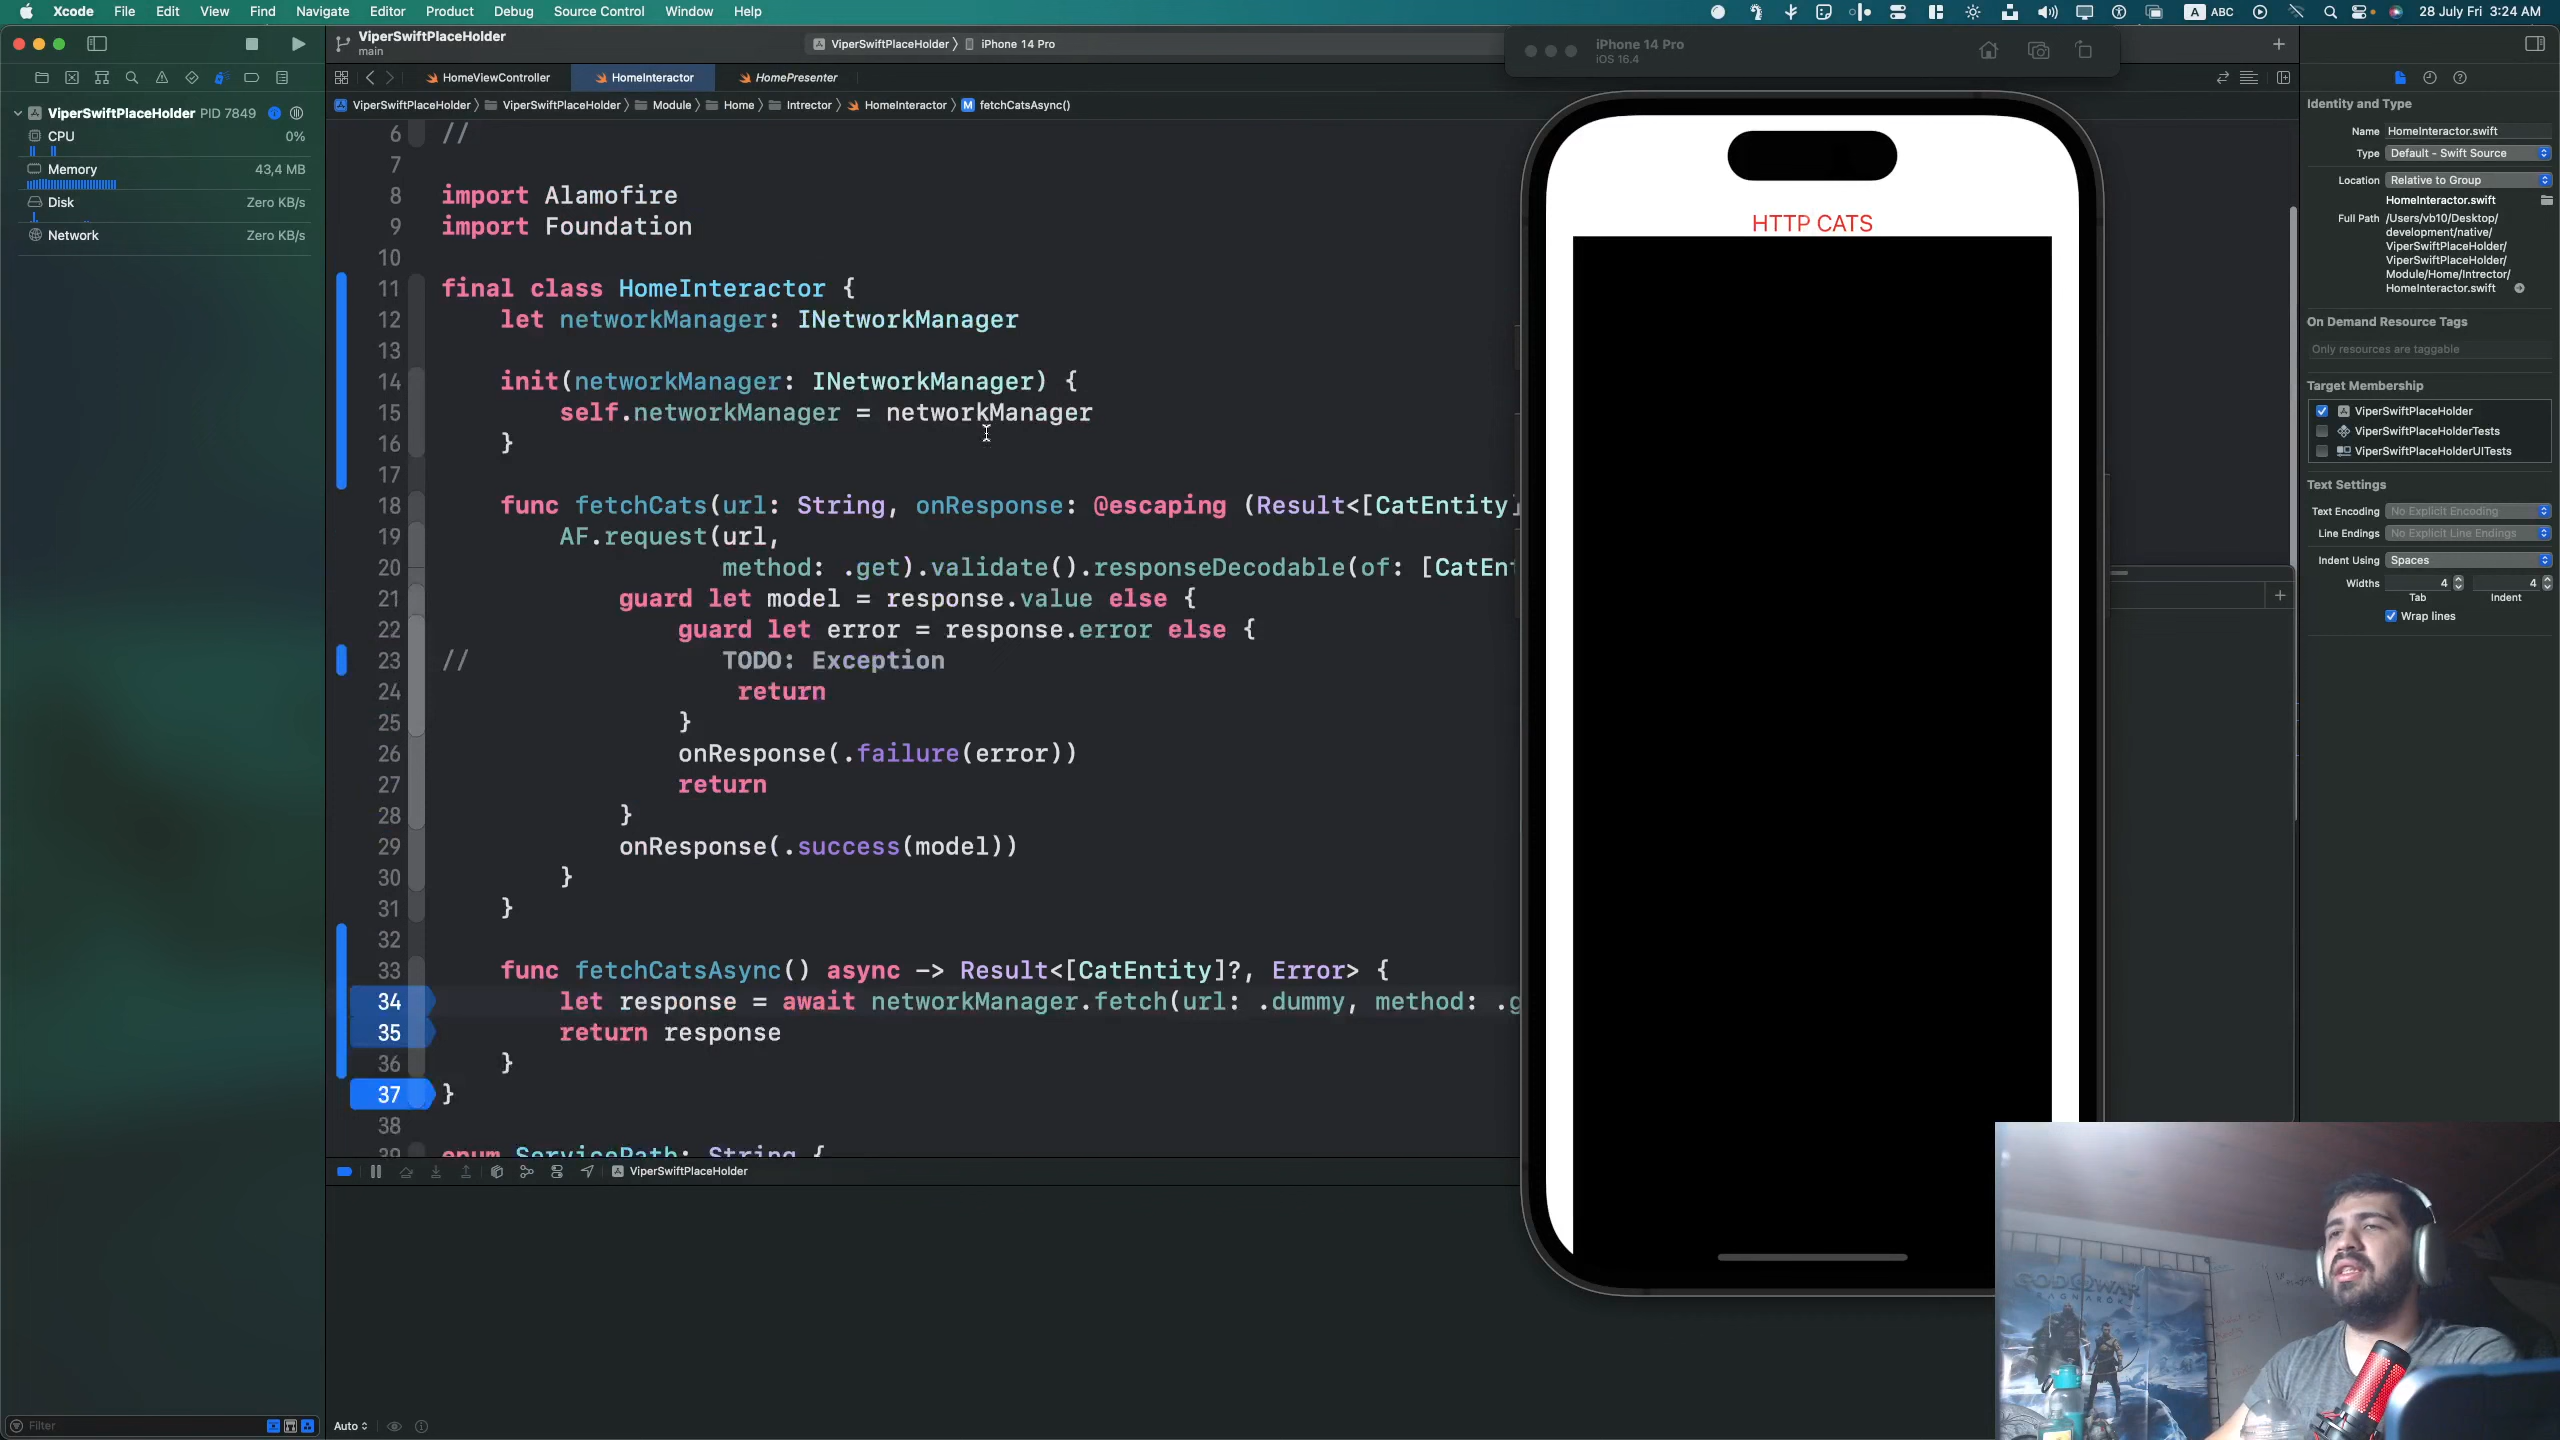 Xcode File Edit View Find Navigate Editor Product Debug Source Control Window Help
ABC 28 July Fri 3:24 AM
ViperSwiftPlaceHolder
main
ViperSwiftPlaceHolder 〉 iPhone 14 Pro
iPhone 14 Pro
iOS 16.4
HomeViewController HomeInteractor HomePresenter
ViperSwiftPlaceHolder 〉 ViperSwiftPlaceHolder 〉 Module 〉 Home 〉 Intrector 〉 HomeInteractor 〉 M fetchCatsAsync()
ViperSwiftPlaceHolder PID 7849
CPU 0%
Memory 43,4 MB
Disk Zero KB/s
Network Zero KB/s
6 //
7
8 import Alamofire
9 import Foundation
10
11 final class HomeInteractor {
12 let networkManager: INetworkManager
13
14 init(networkManager: INetworkManager) {
15 self.networkManager = networkManager
16 }
17
18 func fetchCats(url: String, onResponse: @escaping (Result<[CatEntity]
19 AF.request(url,
20 method: .get).validate().responseDecodable(of: [CatEn
21 guard let model = response.value else {
22 guard let error = response.error else {
23 // TODO: Exception
24 return
25 }
26 onResponse(.failure(error))
27 return
28 }
29 onResponse(.success(model))
30 }
31 }
32
33 func fetchCatsAsync() async -> Result<[CatEntity]?, Error> {
34 let response = await networkManager.fetch(url: .dummy, method: .g
35 return response
36 }
37 }
38
39 enum ServicePath: String {
ViperSwiftPlaceHolder
Auto
Filter
HTTP CATS
Identity and Type
Name HomeInteractor.swift
Type Default - Swift Source
Location Relative to Group
HomeInteractor.swift
Full Path /Users/vb10/Desktop/
development/native/
ViperSwiftPlaceHolder/
ViperSwiftPlaceHolder/
Module/Home/Intrector/
HomeInteractor.swift
On Demand Resource Tags
Only resources are taggable
Target Membership
ViperSwiftPlaceHolder
ViperSwiftPlaceHolderTests
ViperSwiftPlaceHolderUITests
Text Settings
Text Encoding No Explicit Encoding
Line Endings No Explicit Line Endings
Indent Using Spaces
Widths 4 4
Tab Indent
Wrap lines
GOD OF WAR
RAGNARÖK